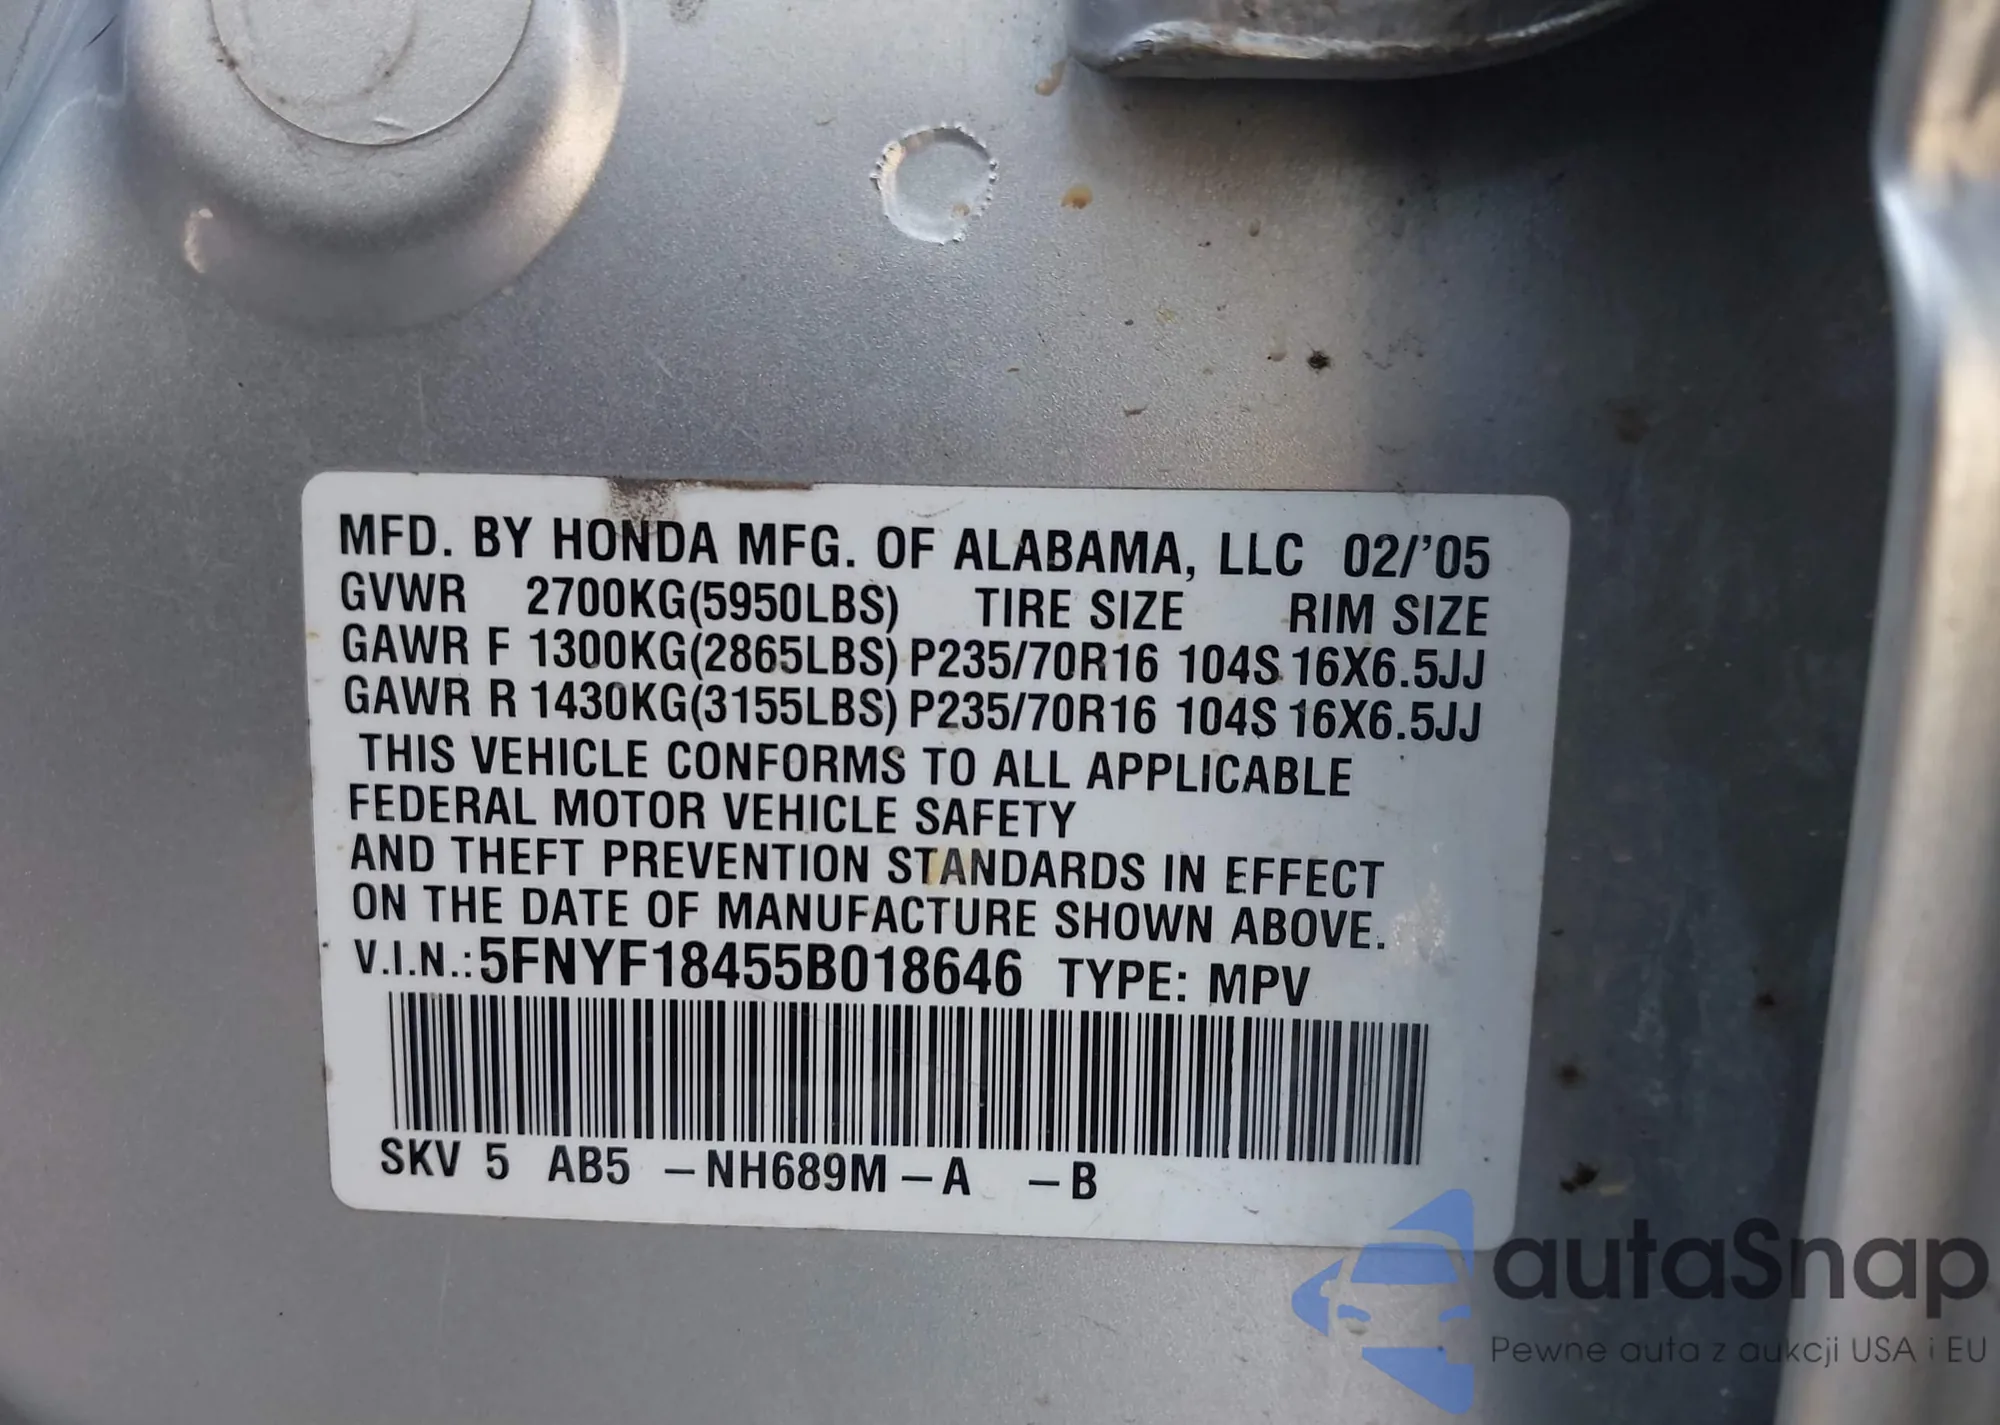 MFD. BY HONDA MFG. OF ALABAMA, LLC 02/'05
GVWR 2700KG(5950LBS) TIRE SIZE RIM SIZE
GAWR F 1300KG(2865LBS) P235/70R16 104S 16X6.5JJ
GAWR R 1430KG(3155LBS) P235/70R16 104S 16X6.5JJ
THIS VEHICLE CONFORMS TO ALL APPLICABLE
FEDERAL MOTOR VEHICLE SAFETY
AND THEFT PREVENTION STANDARDS IN EFFECT
ON THE DATE OF MANUFACTURE SHOWN ABOVE.
V.I.N.: 5FNYF18455B018646 TYPE: MPV
SKV 5 AB5 –NH689M –A –B
autaSnap
Pewne auta z aukcji USA i EU